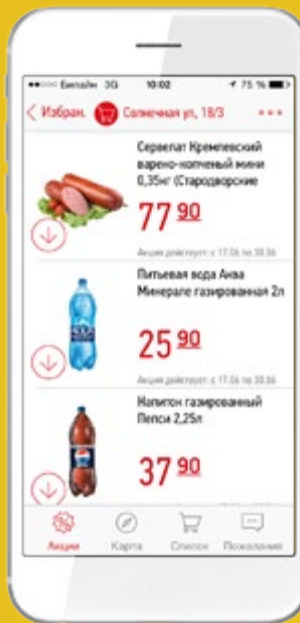 Билайн 3G 10:02 75 %
Избран. Солнечная ул, 18/3
Сервелат Кремлевский
варено-копченый мини
0,35кг (Стародворские
77 90
Акция действует: с 17.06 по 30.06
Питьевая вода Аква
Минерале газированная 2л
25 90
Акция действует: с 17.06 по 30.06
Напиток газированный
Пепси 2,25л
37 90
Акции Карта Список Пожелания